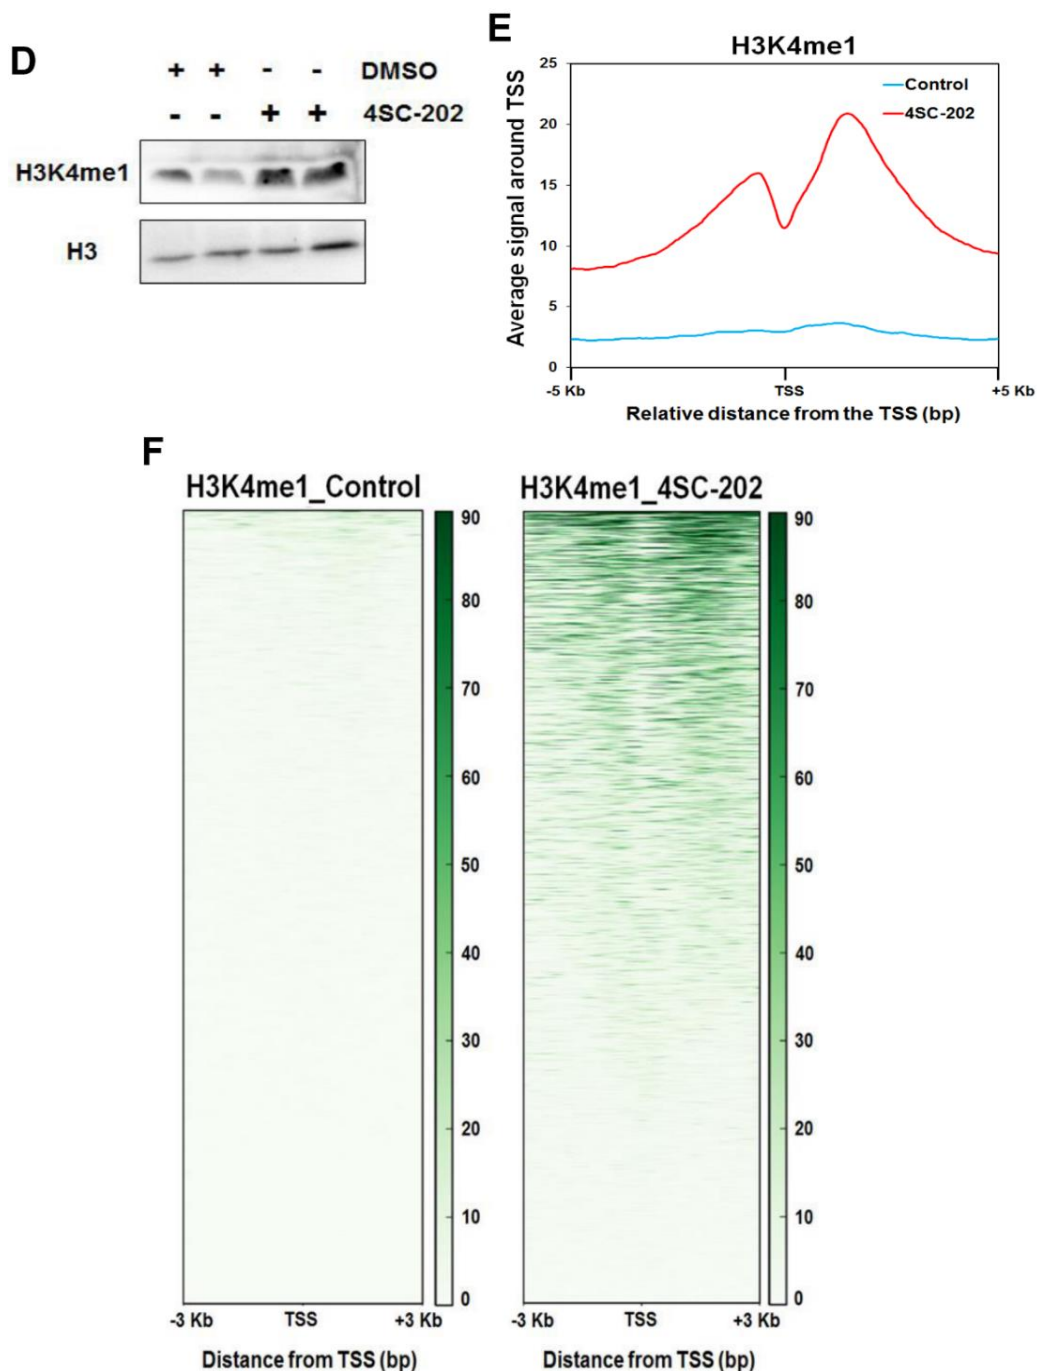 D
+ + - - DMSO
- - + + 4SC-202
H3K4me1
H3
E
H3K4me1
25
20
15
10
5
0
Average signal around TSS
Control
4SC-202
-5 Kb TSS +5 Kb
Relative distance from the TSS (bp)
F
H3K4me1_Control
90
80
70
60
50
40
30
20
10
0
-3 Kb TSS +3 Kb
Distance from TSS (bp)
H3K4me1_4SC-202
90
80
70
60
50
40
30
20
10
0
-3 Kb TSS +3 Kb
Distance from TSS (bp)